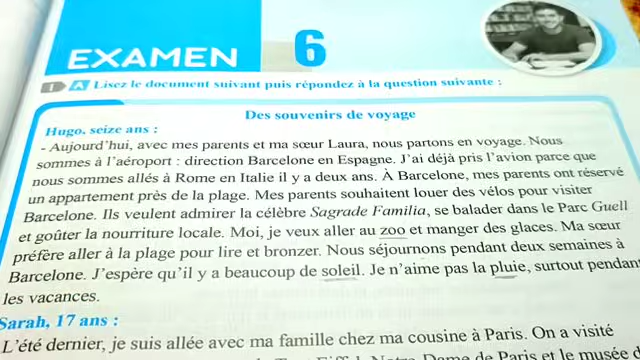 EXAMEN 6
I A Lisez le document suivant puis répondez à la question suivante :
Des souvenirs de voyage
Hugo, seize ans :
- Aujourd'hui, avec mes parents et ma sœur Laura, nous partons en voyage. Nous
sommes à l'aéroport : direction Barcelone en Espagne. J'ai déjà pris l'avion parce que
nous sommes allés à Rome en Italie il y a deux ans. À Barcelone, mes parents ont réservé
un appartement près de la plage. Mes parents souhaitent louer des vélos pour visiter
Barcelone. Ils veulent admirer la célèbre Sagrade Familia, se balader dans le Parc Guell
et goûter la nourriture locale. Moi, je veux aller au zoo et manger des glaces. Ma sœur
préfère aller à la plage pour lire et bronzer. Nous séjournons pendant deux semaines à
Barcelone. J'espère qu'il y a beaucoup de soleil. Je n'aime pas la pluie, surtout pendant
les vacances.
Sarah, 17 ans :
L'été dernier, je suis allée avec ma famille chez ma cousine à Paris. On a visité
Notre-Dame de Paris et le musée